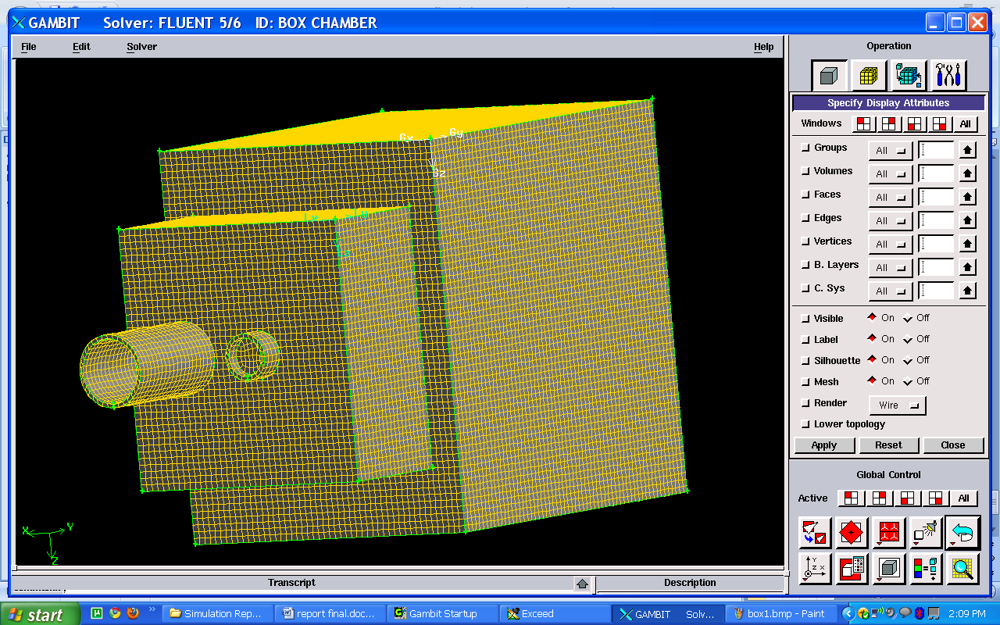 GAMBIT Solver: FLUENT 5/6 ID: BOX CHAMBER
File Edit Solver Help
Operation
Specify Display Attributes
Windows All
Groups All
Volumes All
Faces All
Edges All
Vertices All
B. Layers All
C. Sys All
Visible On Off
Label On Off
Silhouette On Off
Mesh On Off
Render Wire
Lower topology
Apply Reset Close
Global Control
Active All
Gx Gy
Gz
Lx Ly
X Y
Z
Transcript Description
start Simulation Rep... report final.doc... Gambit Startup Exceed GAMBIT Solv... box1.bmp - Paint 2:09 PM